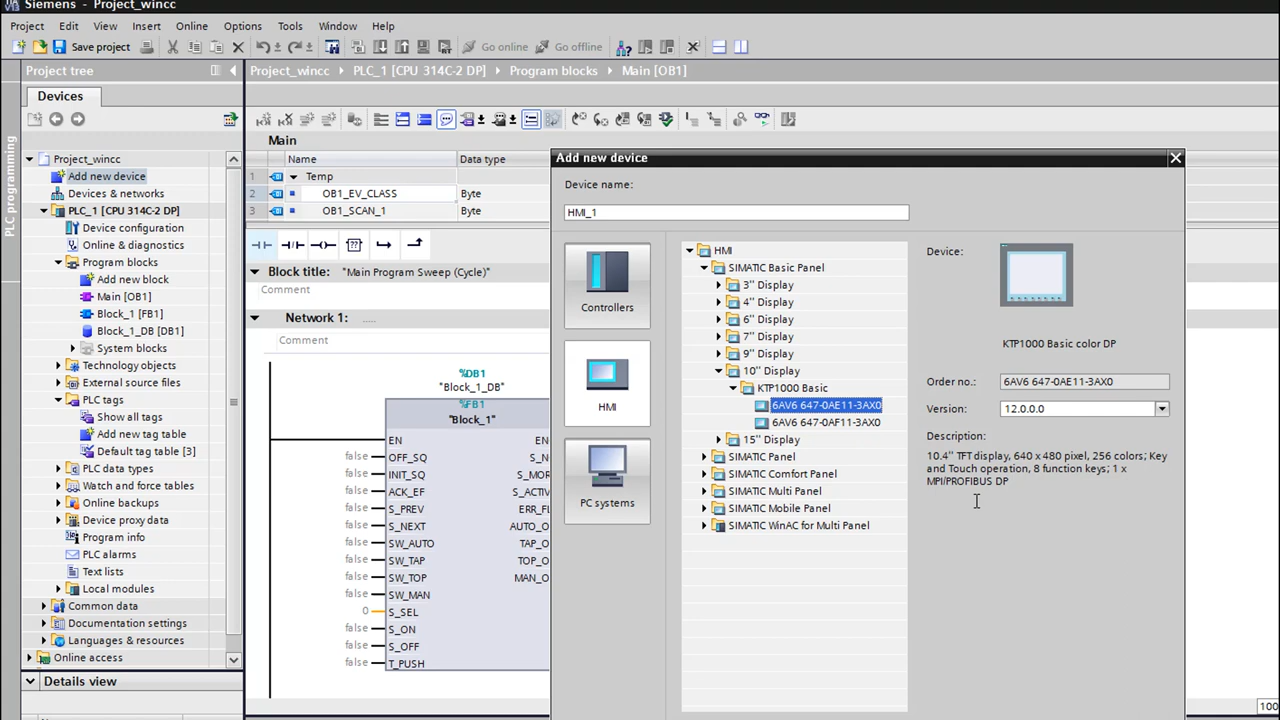 Siemens - Project_wincc
Project Edit View Insert Online Options Tools Window Help
Save project Go online Go offline
Project tree
Project_wincc PLC_1 [CPU 314C-2 DP] Program blocks Main [OB1]
Devices
PLC programming
Project_wincc
Add new device
Devices & networks
PLC_1 [CPU 314C-2 DP]
Device configuration
Online & diagnostics
Program blocks
Add new block
Main [OB1]
Block_1 [FB1]
Block_1_DB [DB1]
System blocks
Technology objects
External source files
PLC tags
Show all tags
Add new tag table
Default tag table [3]
PLC data types
Watch and force tables
Online backups
Device proxy data
Program info
PLC alarms
Text lists
Local modules
Common data
Documentation settings
Languages & resources
Online access
Details view
Main
Name Data type
1 Temp
2 OB1_EV_CLASS Byte
3 OB1_SCAN_1 Byte
Block title: "Main Program Sweep (Cycle)"
Comment
Network 1: .....
Comment
%DB1
"Block_1_DB"
%FB1
"Block_1"
EN
false OFF_SQ S_N
false INIT_SQ S_MOR
false ACK_EF S_ACTIV
false S_PREV ERR_FL
false S_NEXT AUTO_O
false SW_AUTO TAP_O
false SW_TAP TOP_O
false SW_TOP MAN_O
false SW_MAN
0 S_SEL
false S_ON
false S_OFF
false T_PUSH
Add new device
Device name:
HMI_1
Controllers
HMI
PC systems
HMI
SIMATIC Basic Panel
3'' Display
4'' Display
6'' Display
7'' Display
9'' Display
10'' Display
KTP1000 Basic
6AV6 647-0AE11-3AX0
6AV6 647-0AF11-3AX0
15'' Display
SIMATIC Panel
SIMATIC Comfort Panel
SIMATIC Multi Panel
SIMATIC Mobile Panel
SIMATIC WinAC for Multi Panel
Device:
KTP1000 Basic color DP
Order no.: 6AV6 647-0AE11-3AX0
Version: 12.0.0.0
Description:
10.4'' TFT display, 640 x 480 pixel, 256 colors; Key
and Touch operation, 8 function keys; 1 x
MPI/PROFIBUS DP
100